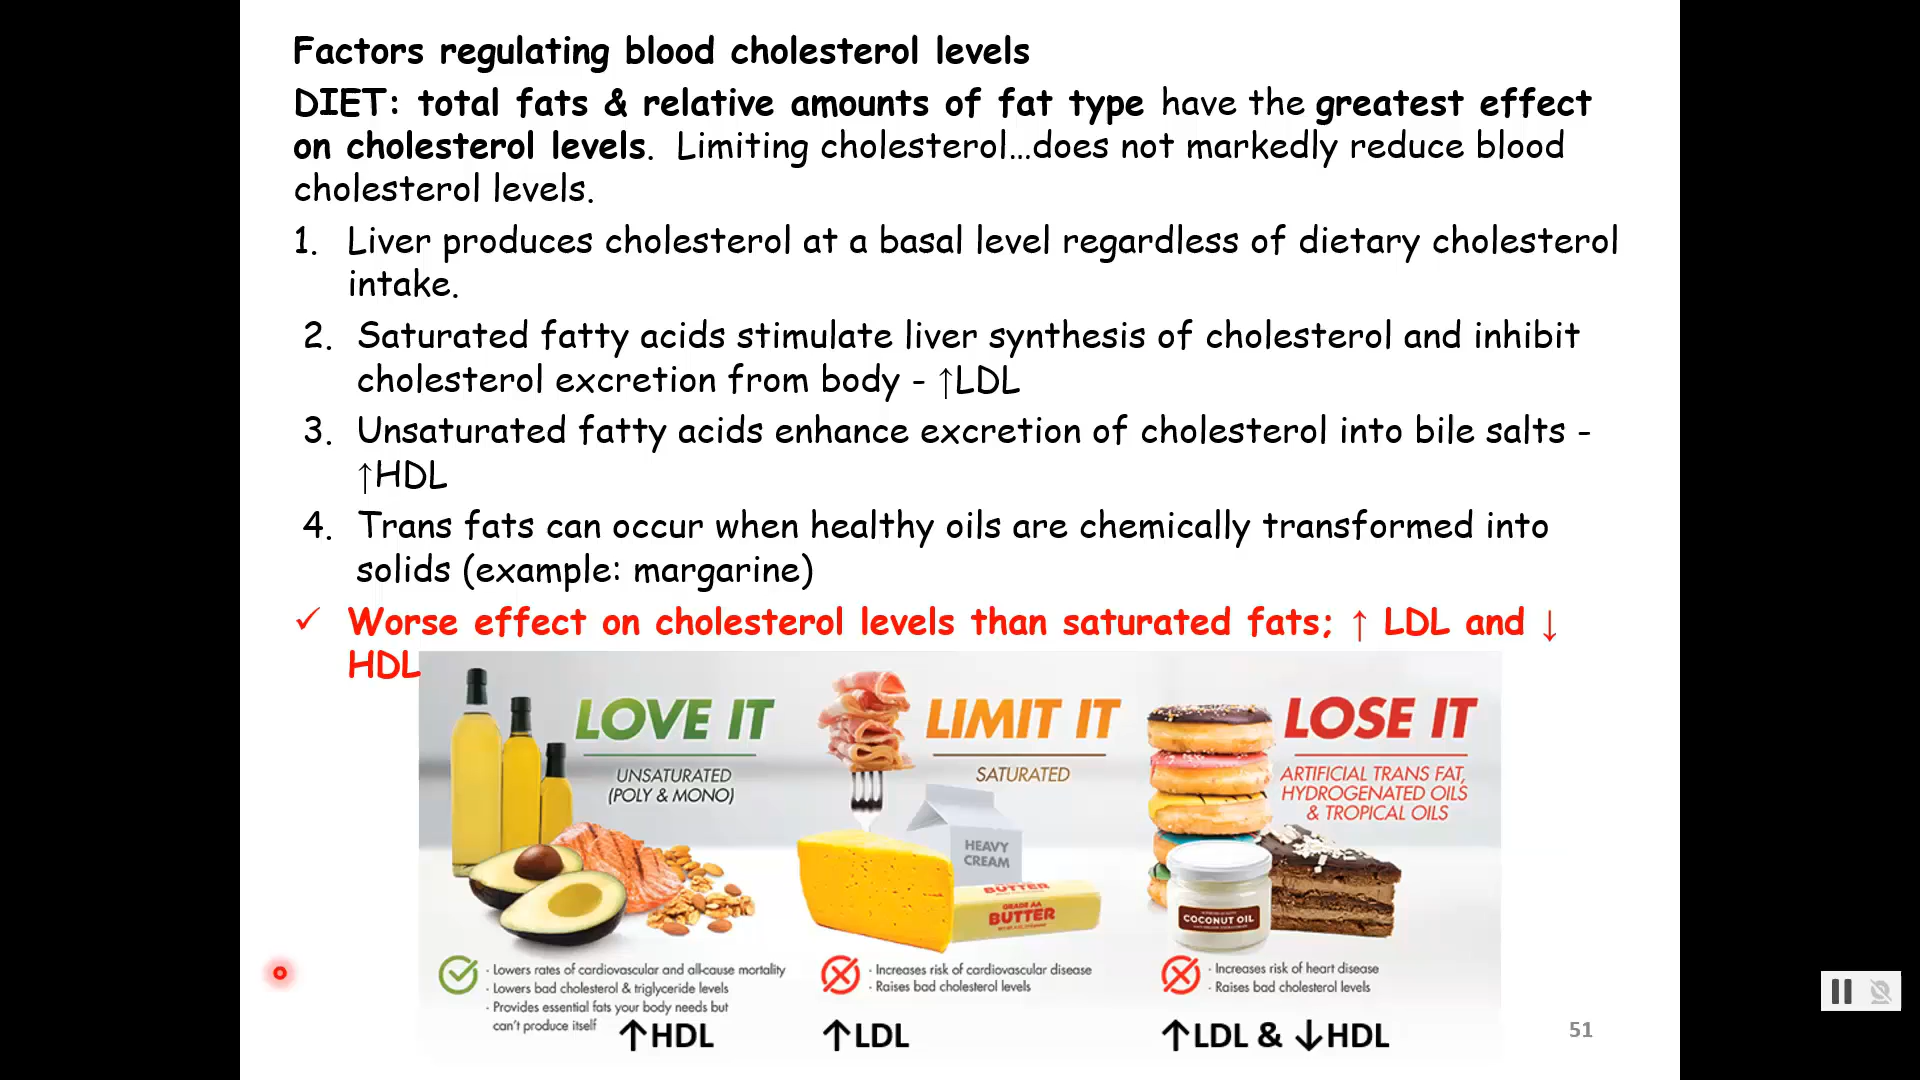 Factors regulating blood cholesterol levels
DIET: total fats & relative amounts of fat type have the greatest effect
on cholesterol levels.  Limiting cholesterol...does not markedly reduce blood
cholesterol levels.
1. Liver produces cholesterol at a basal level regardless of dietary cholesterol
intake.
2. Saturated fatty acids stimulate liver synthesis of cholesterol and inhibit
cholesterol excretion from body - ↑LDL
3. Unsaturated fatty acids enhance excretion of cholesterol into bile salts -
↑HDL
4. Trans fats can occur when healthy oils are chemically transformed into
solids (example: margarine)
✓ Worse effect on cholesterol levels than saturated fats; ↑ LDL and ↓
HDL
LOVE IT
UNSATURATED
(POLY & MONO)
· Lowers rates of cardiovascular and all-cause mortality
· Lowers bad cholesterol & triglyceride levels
· Provides essential fats your body needs but
can't produce itself
↑HDL
LIMIT IT
SATURATED
HEAVY
CREAM
BUTTER
GRADE AA
BUTTER
· Increases risk of cardiovascular disease
· Raises bad cholesterol levels
↑LDL
LOSE IT
ARTIFICIAL TRANS FAT,
HYDROGENATED OILS
& TROPICAL OILS
COCONUT OIL
· Increases risk of heart disease
· Raises bad cholesterol levels
↑LDL & ↓HDL
51